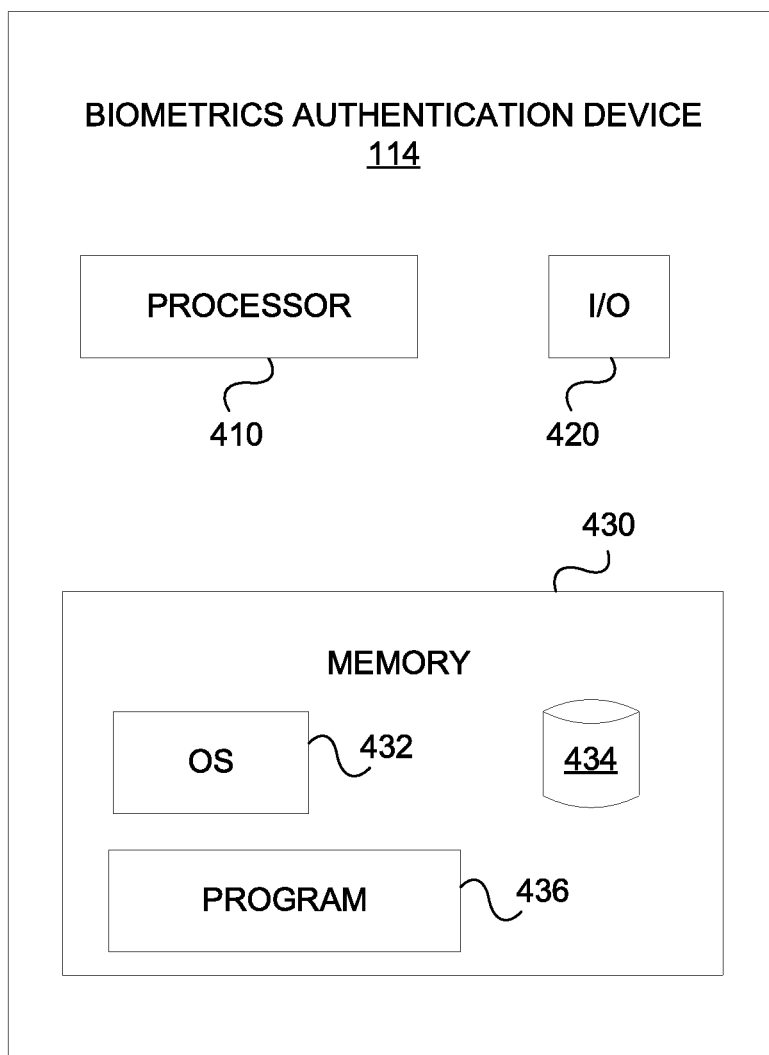 BIOMETRICS AUTHENTICATION DEVICE
114
PROCESSOR
I/O
410
420
430
MEMORY
OS
432
434
PROGRAM
436